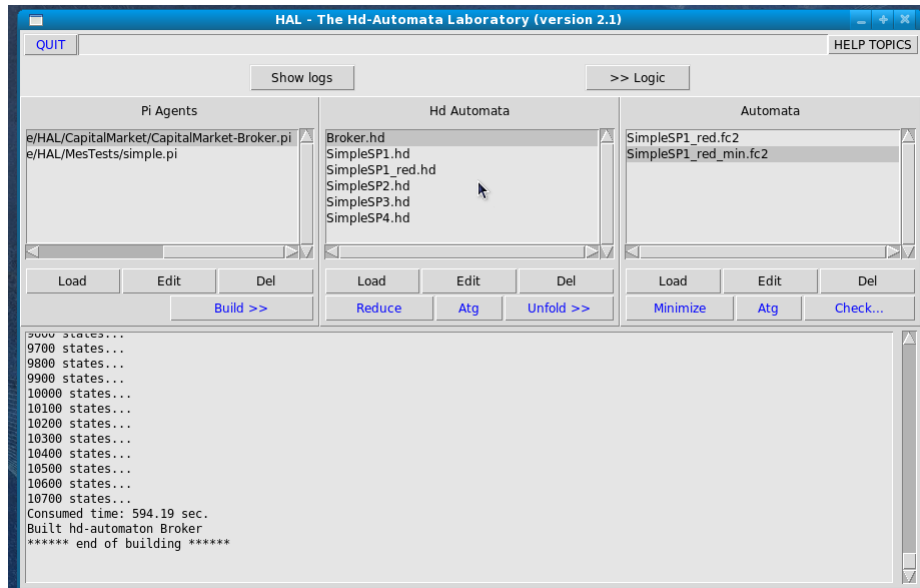 HAL - The Hd-Automata Laboratory (version 2.1)
QUIT
HELP TOPICS
Show logs
>> Logic
Pi Agents
Hd Automata
Automata
e/HAL/CapitalMarket/CapitalMarket-Broker.pi
e/HAL/MesTests/simple.pi
Broker.hd
SimpleSP1.hd
SimpleSP1_red.hd
SimpleSP2.hd
SimpleSP3.hd
SimpleSP4.hd
SimpleSP1_red.fc2
SimpleSP1_red_min.fc2
Load Edit Del
Build >>
Load Edit Del
Reduce Atg Unfold >>
Load Edit Del
Minimize Atg Check...
9600 states...
9700 states...
9800 states...
9900 states...
10000 states...
10100 states...
10200 states...
10300 states...
10400 states...
10500 states...
10600 states...
10700 states...
Consumed time: 594.19 sec.
Built hd-automaton Broker
****** end of building ******